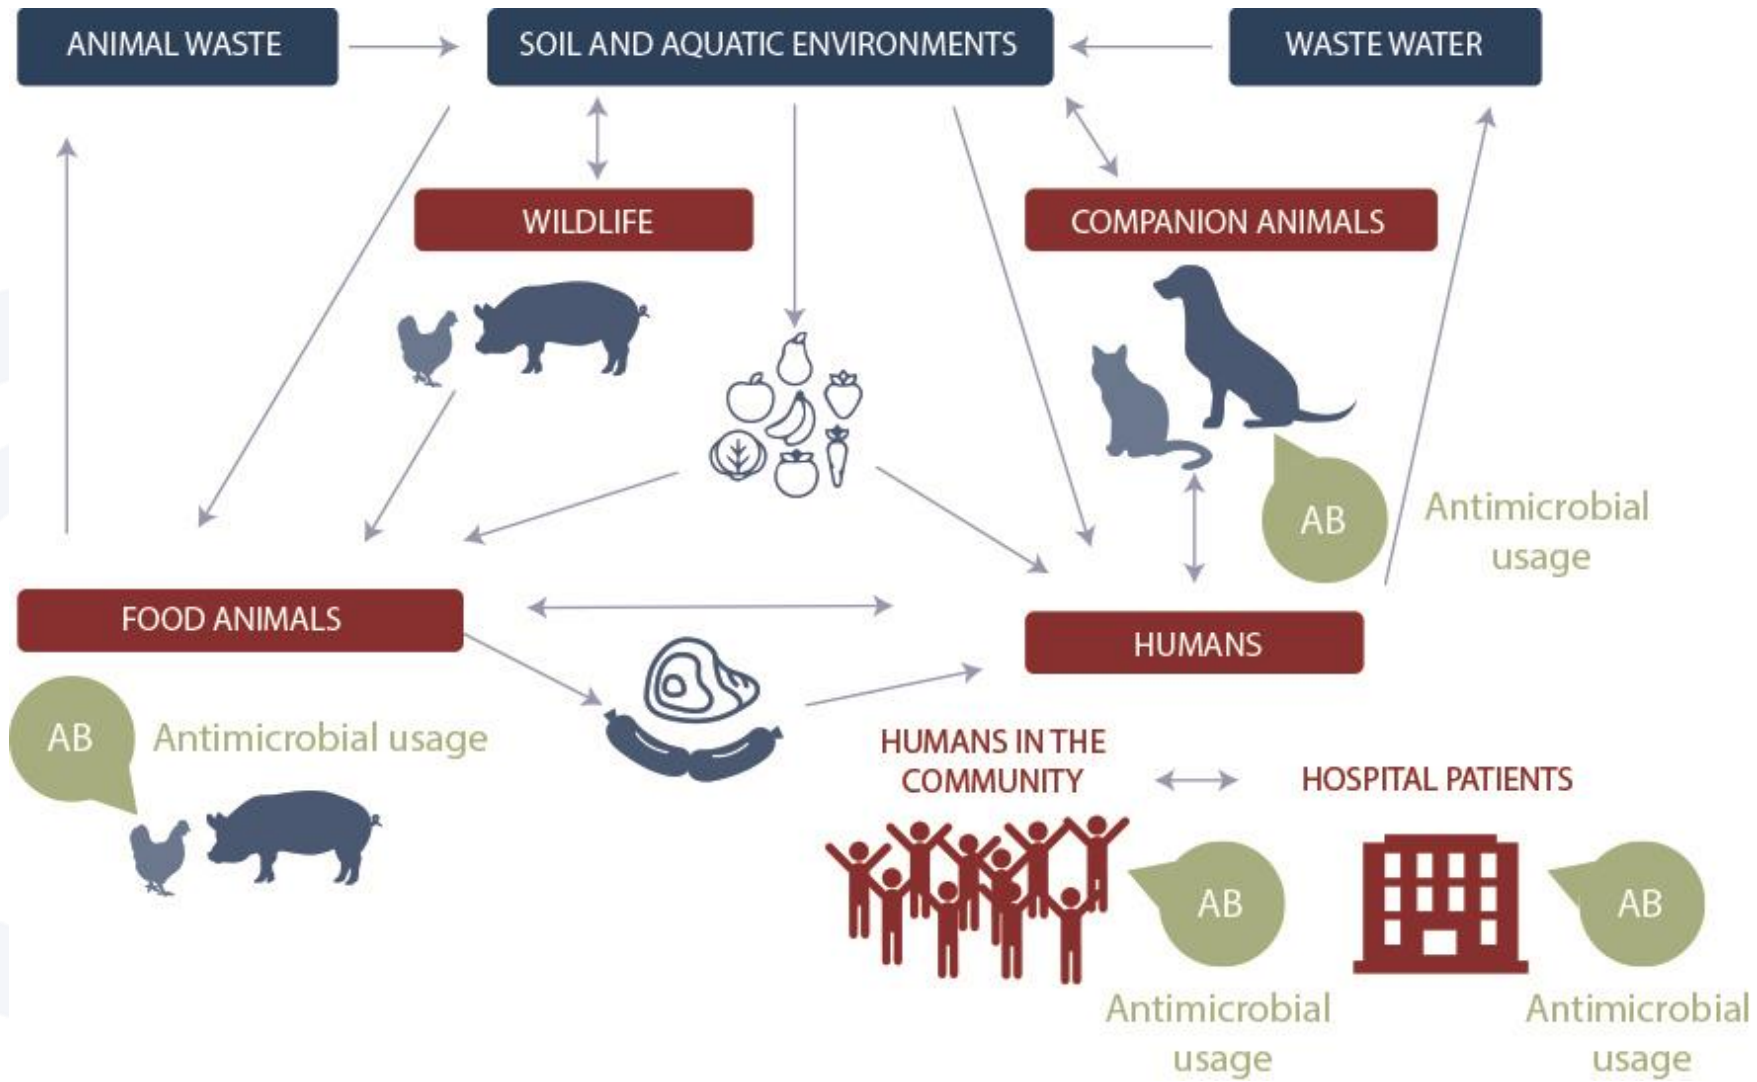 ANIMAL WASTE
SOIL AND AQUATIC ENVIRONMENTS
WASTE WATER
WILDLIFE
COMPANION ANIMALS
AB
Antimicrobial
usage
FOOD ANIMALS
HUMANS
AB
Antimicrobial usage
HUMANS IN THE
COMMUNITY
HOSPITAL PATIENTS
AB
Antimicrobial
usage
AB
Antimicrobial
usage